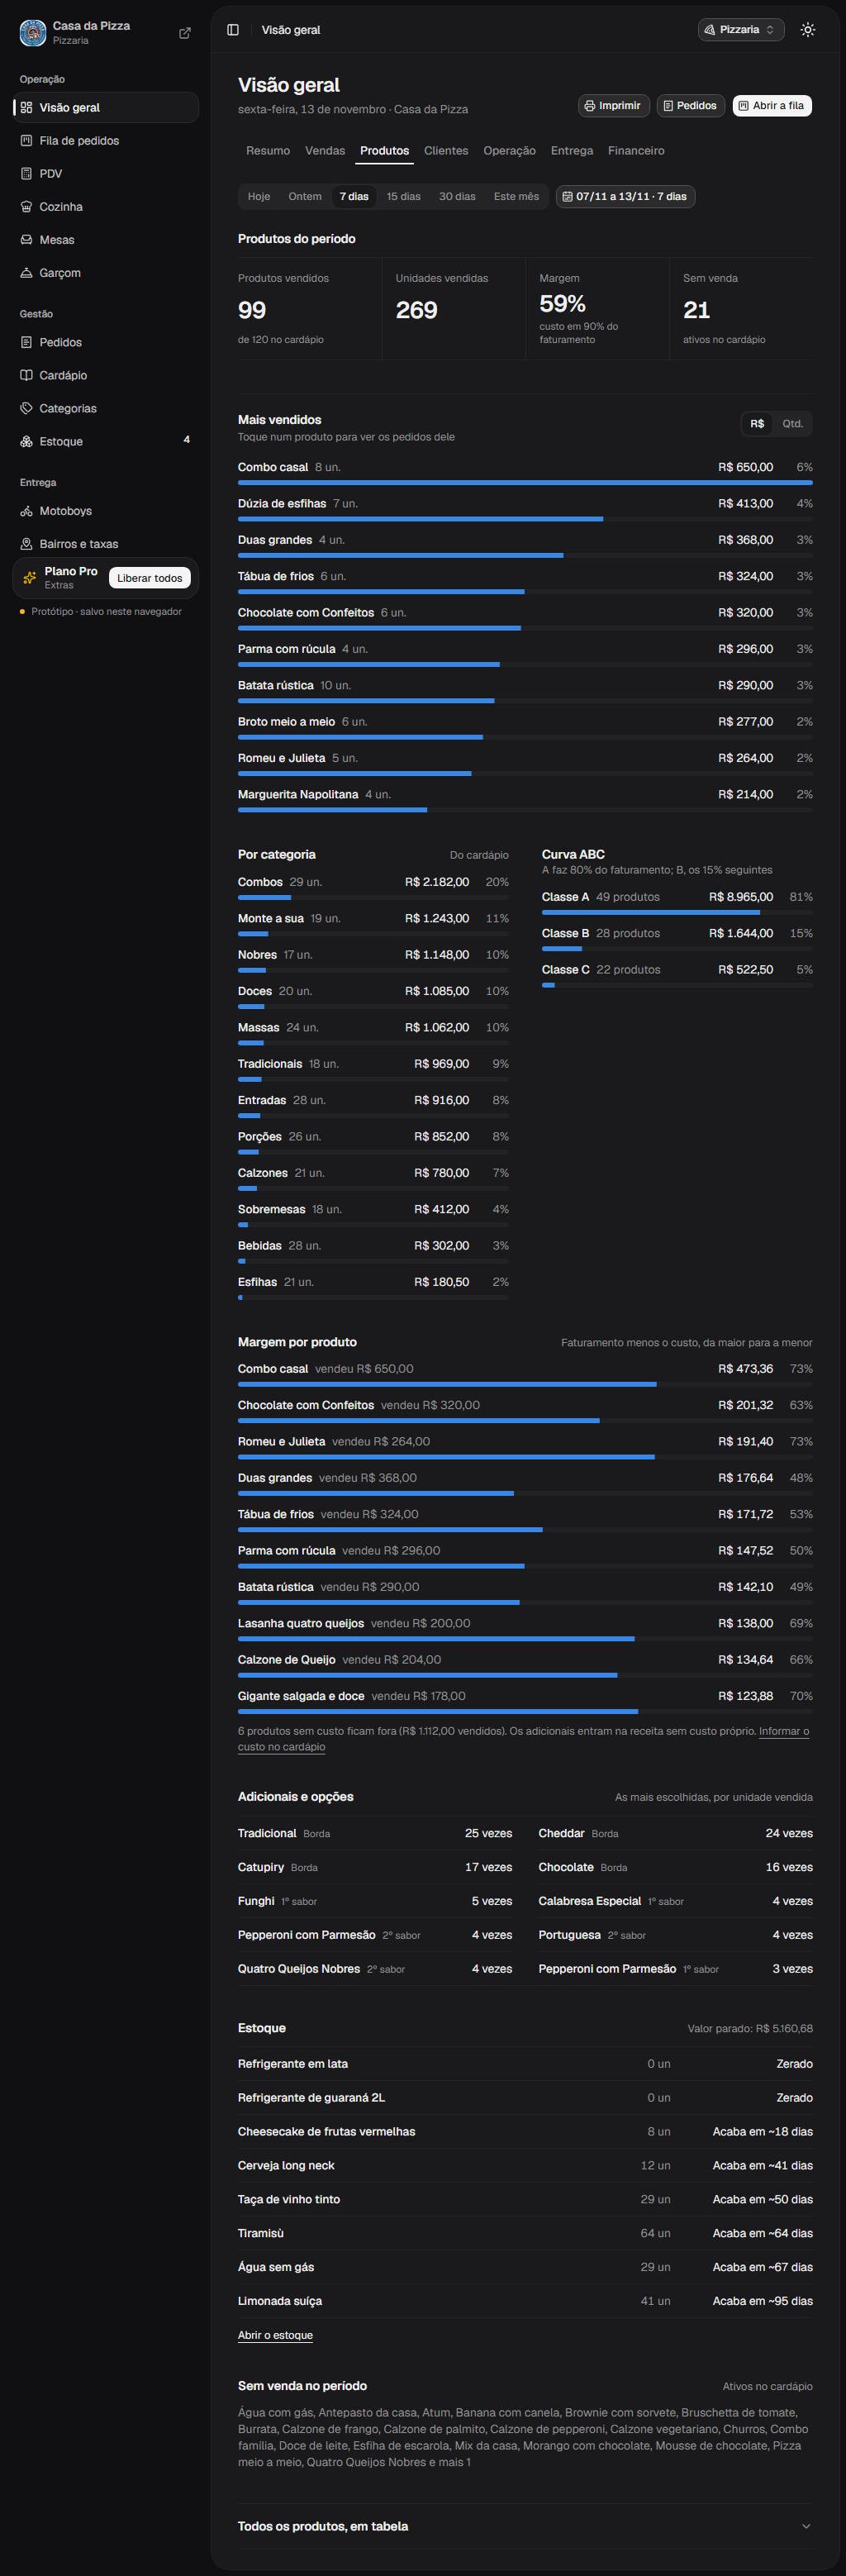 Casa da Pizza
Pizzaria
Operação
Visão geral
Fila de pedidos
PDV
Cozinha
Mesas
Garçom
Gestão
Pedidos
Cardápio
Categorias
Estoque 4
Entrega
Motoboys
Bairros e taxas
Plano Pro
Extras
Liberar todos
Protótipo · salvo neste navegador
Visão geral
Pizzaria
Visão geral
sexta-feira, 13 de novembro · Casa da Pizza
Imprimir Pedidos Abrir a fila
Resumo Vendas Produtos Clientes Operação Entrega Financeiro
Hoje Ontem 7 dias 15 dias 30 dias Este mês 07/11 a 13/11 · 7 dias
Produtos do período
Produtos vendidos
99
de 120 no cardápio
Unidades vendidas
269
Margem
59%
custo em 90% do
faturamento
Sem venda
21
ativos no cardápio
Mais vendidos
Toque num produto para ver os pedidos dele
R$ Qtd.
Combo casal 8 un. R$ 650,00 6%
Dúzia de esfihas 7 un. R$ 413,00 4%
Duas grandes 4 un. R$ 368,00 3%
Tábua de frios 6 un. R$ 324,00 3%
Chocolate com Confeitos 6 un. R$ 320,00 3%
Parma com rúcula 4 un. R$ 296,00 3%
Batata rústica 10 un. R$ 290,00 3%
Broto meio a meio 6 un. R$ 277,00 2%
Romeu e Julieta 5 un. R$ 264,00 2%
Marguerita Napolitana 4 un. R$ 214,00 2%
Por categoria Do cardápio
Combos 29 un. R$ 2.182,00 20%
Monte a sua 19 un. R$ 1.243,00 11%
Nobres 17 un. R$ 1.148,00 10%
Doces 20 un. R$ 1.085,00 10%
Massas 24 un. R$ 1.062,00 10%
Tradicionais 18 un. R$ 969,00 9%
Entradas 28 un. R$ 916,00 8%
Porções 26 un. R$ 852,00 8%
Calzones 21 un. R$ 780,00 7%
Sobremesas 18 un. R$ 412,00 4%
Bebidas 28 un. R$ 302,00 3%
Esfihas 21 un. R$ 180,50 2%
Curva ABC
A faz 80% do faturamento; B, os 15% seguintes
Classe A 49 produtos R$ 8.965,00 81%
Classe B 28 produtos R$ 1.644,00 15%
Classe C 22 produtos R$ 522,50 5%
Margem por produto Faturamento menos o custo, da maior para a menor
Combo casal vendeu R$ 650,00 R$ 473,36 73%
Chocolate com Confeitos vendeu R$ 320,00 R$ 201,32 63%
Romeu e Julieta vendeu R$ 264,00 R$ 191,40 73%
Duas grandes vendeu R$ 368,00 R$ 176,64 48%
Tábua de frios vendeu R$ 324,00 R$ 171,72 53%
Parma com rúcula vendeu R$ 296,00 R$ 147,52 50%
Batata rústica vendeu R$ 290,00 R$ 142,10 49%
Lasanha quatro queijos vendeu R$ 200,00 R$ 138,00 69%
Calzone de Queijo vendeu R$ 204,00 R$ 134,64 66%
Gigante salgada e doce vendeu R$ 178,00 R$ 123,88 70%
6 produtos sem custo ficam fora (R$ 1.112,00 vendidos). Os adicionais entram na receita sem custo próprio. Informar o
custo no cardápio
Adicionais e opções As mais escolhidas, por unidade vendida
Tradicional Borda 25 vezes Cheddar Borda 24 vezes
Catupiry Borda 17 vezes Chocolate Borda 16 vezes
Funghi 1º sabor 5 vezes Calabresa Especial 1º sabor 4 vezes
Pepperoni com Parmesão 2º sabor 4 vezes Portuguesa 2º sabor 4 vezes
Quatro Queijos Nobres 2º sabor 4 vezes Pepperoni com Parmesão 1º sabor 3 vezes
Estoque Valor parado: R$ 5.160,68
Refrigerante em lata 0 un Zerado
Refrigerante de guaraná 2L 0 un Zerado
Cheesecake de frutas vermelhas 8 un Acaba em ~18 dias
Cerveja long neck 12 un Acaba em ~41 dias
Taça de vinho tinto 29 un Acaba em ~50 dias
Tiramisù 64 un Acaba em ~64 dias
Água sem gás 29 un Acaba em ~67 dias
Limonada suíça 41 un Acaba em ~95 dias
Abrir o estoque
Sem venda no período Ativos no cardápio
Água com gás, Antepasto da casa, Atum, Banana com canela, Brownie com sorvete, Bruschetta de tomate,
Burrata, Calzone de frango, Calzone de palmito, Calzone de pepperoni, Calzone vegetariano, Churros, Combo
família, Doce de leite, Esfiha de escarola, Mix da casa, Morango com chocolate, Mousse de chocolate, Pizza
meio a meio, Quatro Queijos Nobres e mais 1
Todos os produtos, em tabela